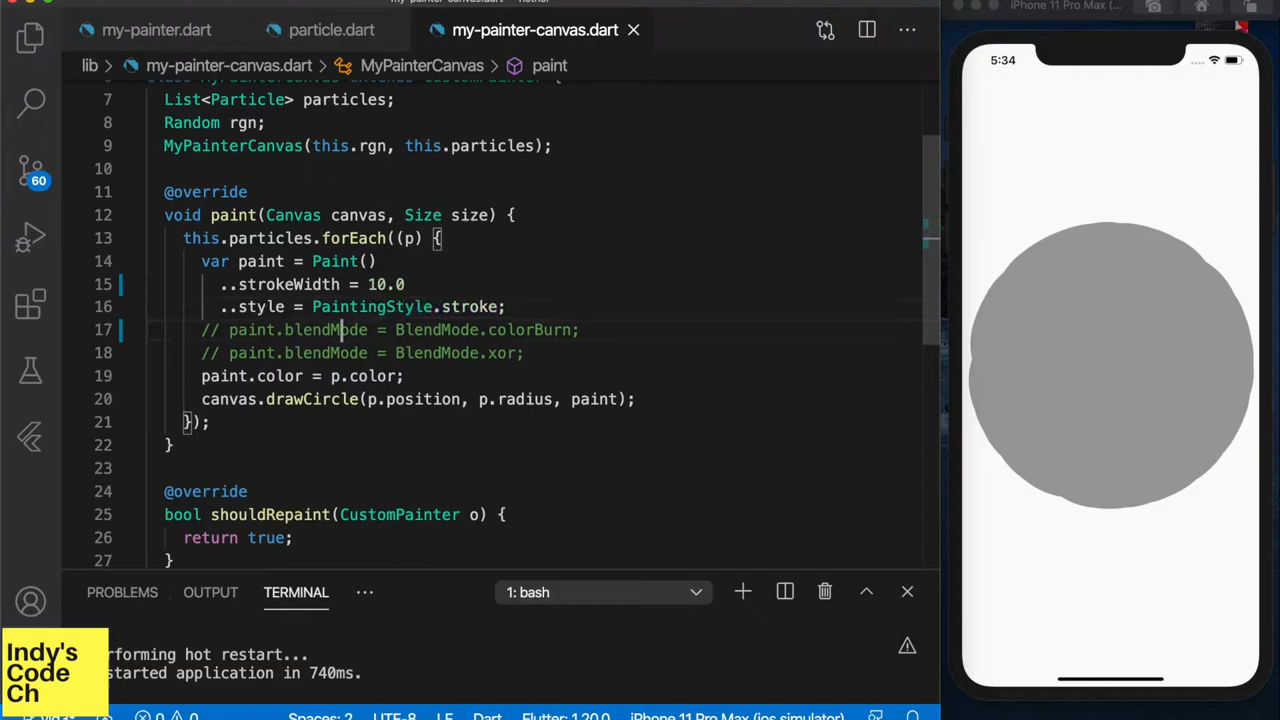 iPhone 11 Pro Max (i...
my-painter.dart
particle.dart
my-painter-canvas.dart
lib > my-painter-canvas.dart > MyPainterCanvas > paint
7 List<Particle> particles;
8 Random rgn;
9 MyPainterCanvas(this.rgn, this.particles);
10
11 @override
12 void paint(Canvas canvas, Size size) {
13 this.particles.forEach((p) {
14 var paint = Paint()
15 ..strokeWidth = 10.0
16 ..style = PaintingStyle.stroke;
17 // paint.blendMode = BlendMode.colorBurn;
18 // paint.blendMode = BlendMode.xor;
19 paint.color = p.color;
20 canvas.drawCircle(p.position, p.radius, paint);
21 });
22 }
23
24 @override
25 bool shouldRepaint(CustomPainter o) {
26 return true;
27 }
60
5:34
PROBLEMS OUTPUT TERMINAL ... 1: bash
rforming hot restart...
started application in 740ms.
Indy's
Code
Ch
Spaces: 2 UTF-8 LF Dart Flutter: 1.20.0 iPhone 11 Pro Max (ios simulator)